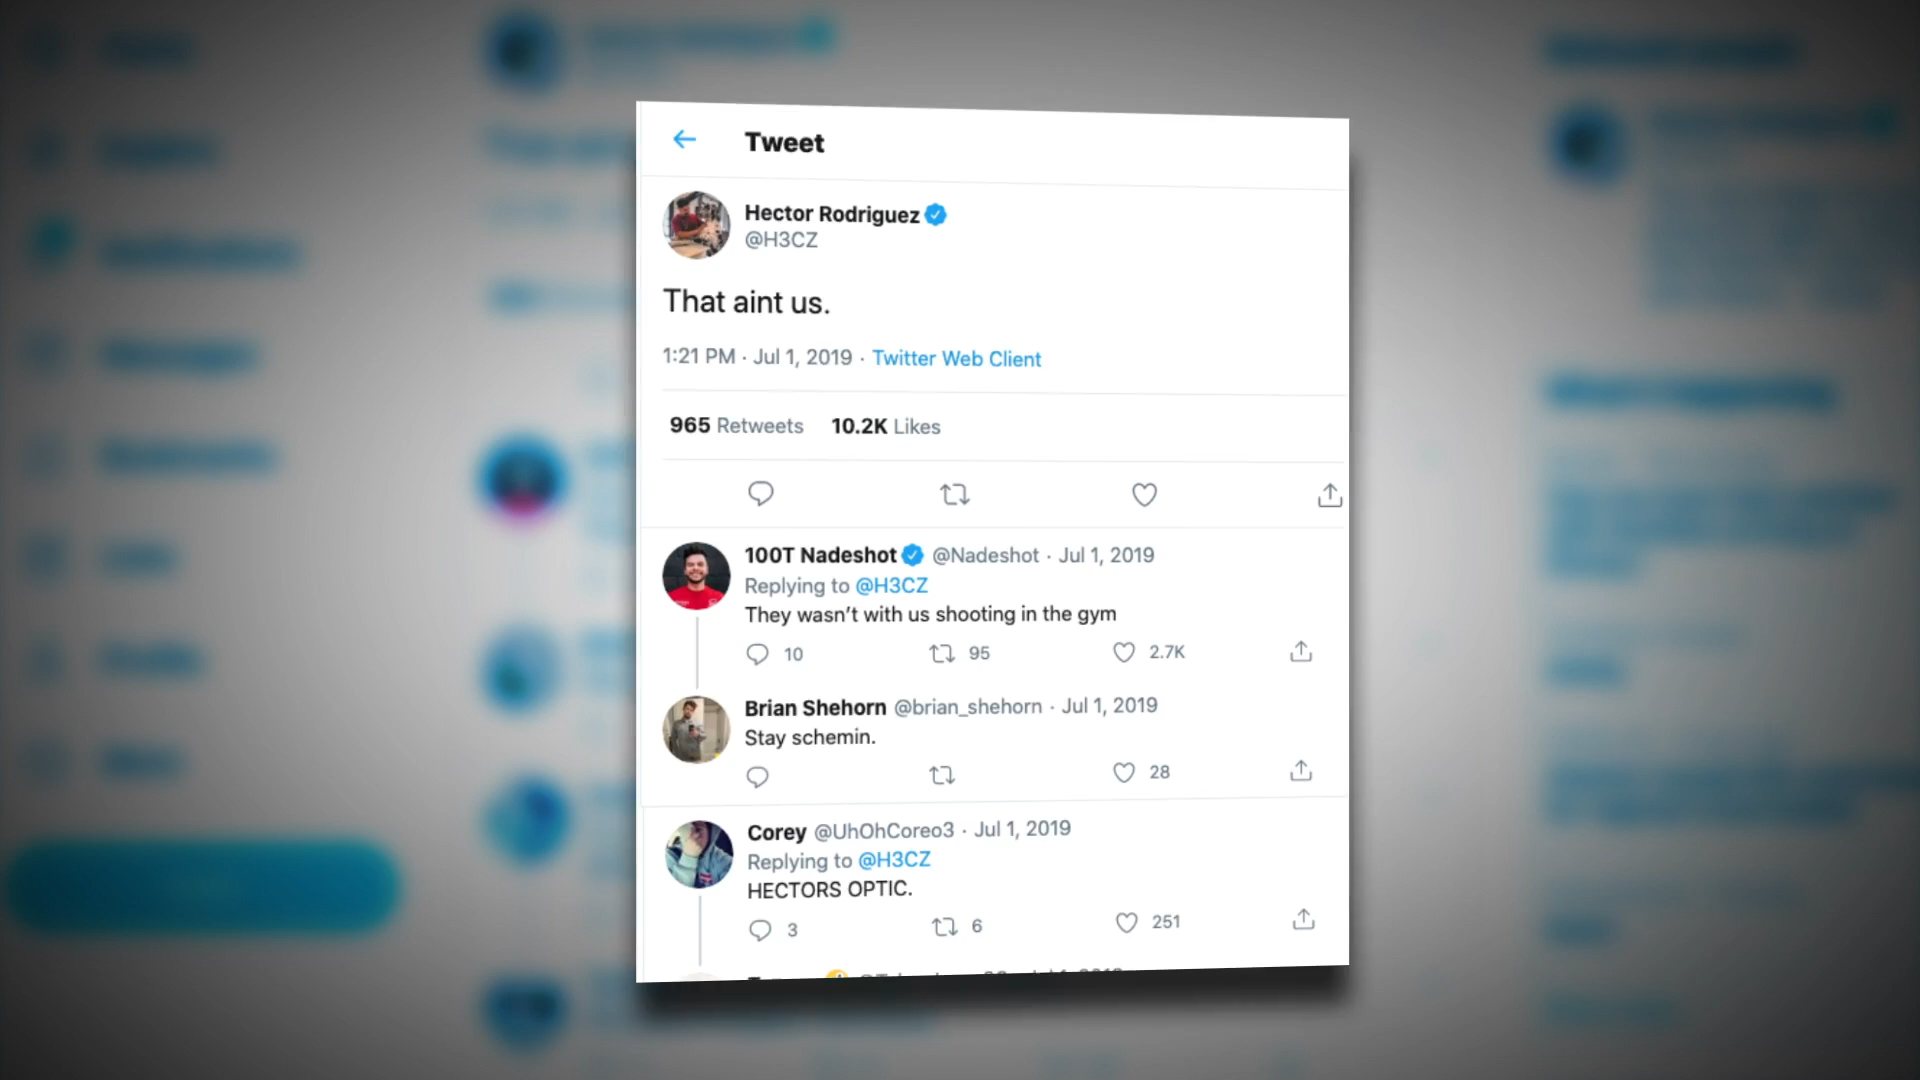 Tweet
Hector Rodriguez
@H3CZ
That aint us.
1:21 PM · Jul 1, 2019 · Twitter Web Client
965 Retweets 10.2K Likes
100T Nadeshot @Nadeshot · Jul 1, 2019
Replying to @H3CZ
They wasn't with us shooting in the gym
10 95 2.7K
Brian Shehorn @brian_shehorn · Jul 1, 2019
Stay schemin.
28
Corey @UhOhCoreo3 · Jul 1, 2019
Replying to @H3CZ
HECTORS OPTIC.
3 6 251